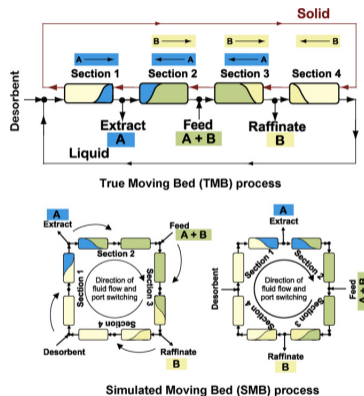 Solid
B B B
A A A
Section 1 Section 2 Section 3 Section 4
Desorbent
Extract Feed Raffinate
A A + B B
Liquid
True Moving Bed (TMB) process
A
Extract
Section 2
Feed
A + B
Section 1
Direction of fluid flow and port switching
Section 3
Section 4
Desorbent
Raffinate
B
A
Extract
Section 1
Section 2
Desorbent
Direction of fluid flow and port switching
Feed
A + B
Section 4
Section 3
Raffinate
B
Simulated Moving Bed (SMB) process